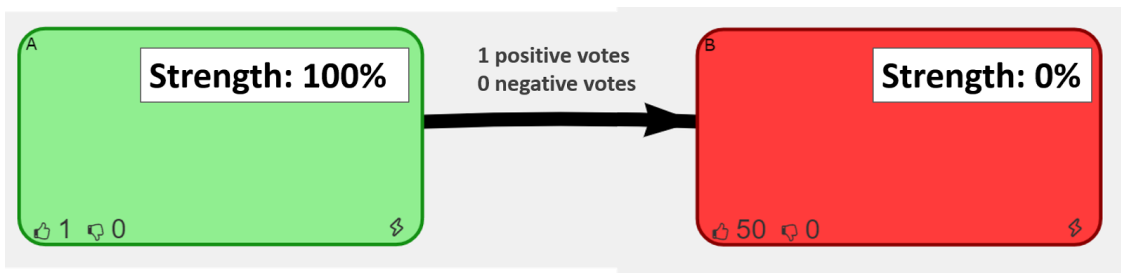 A
Strength: 100%
1 0
1 positive votes
0 negative votes
B
Strength: 0%
50 0